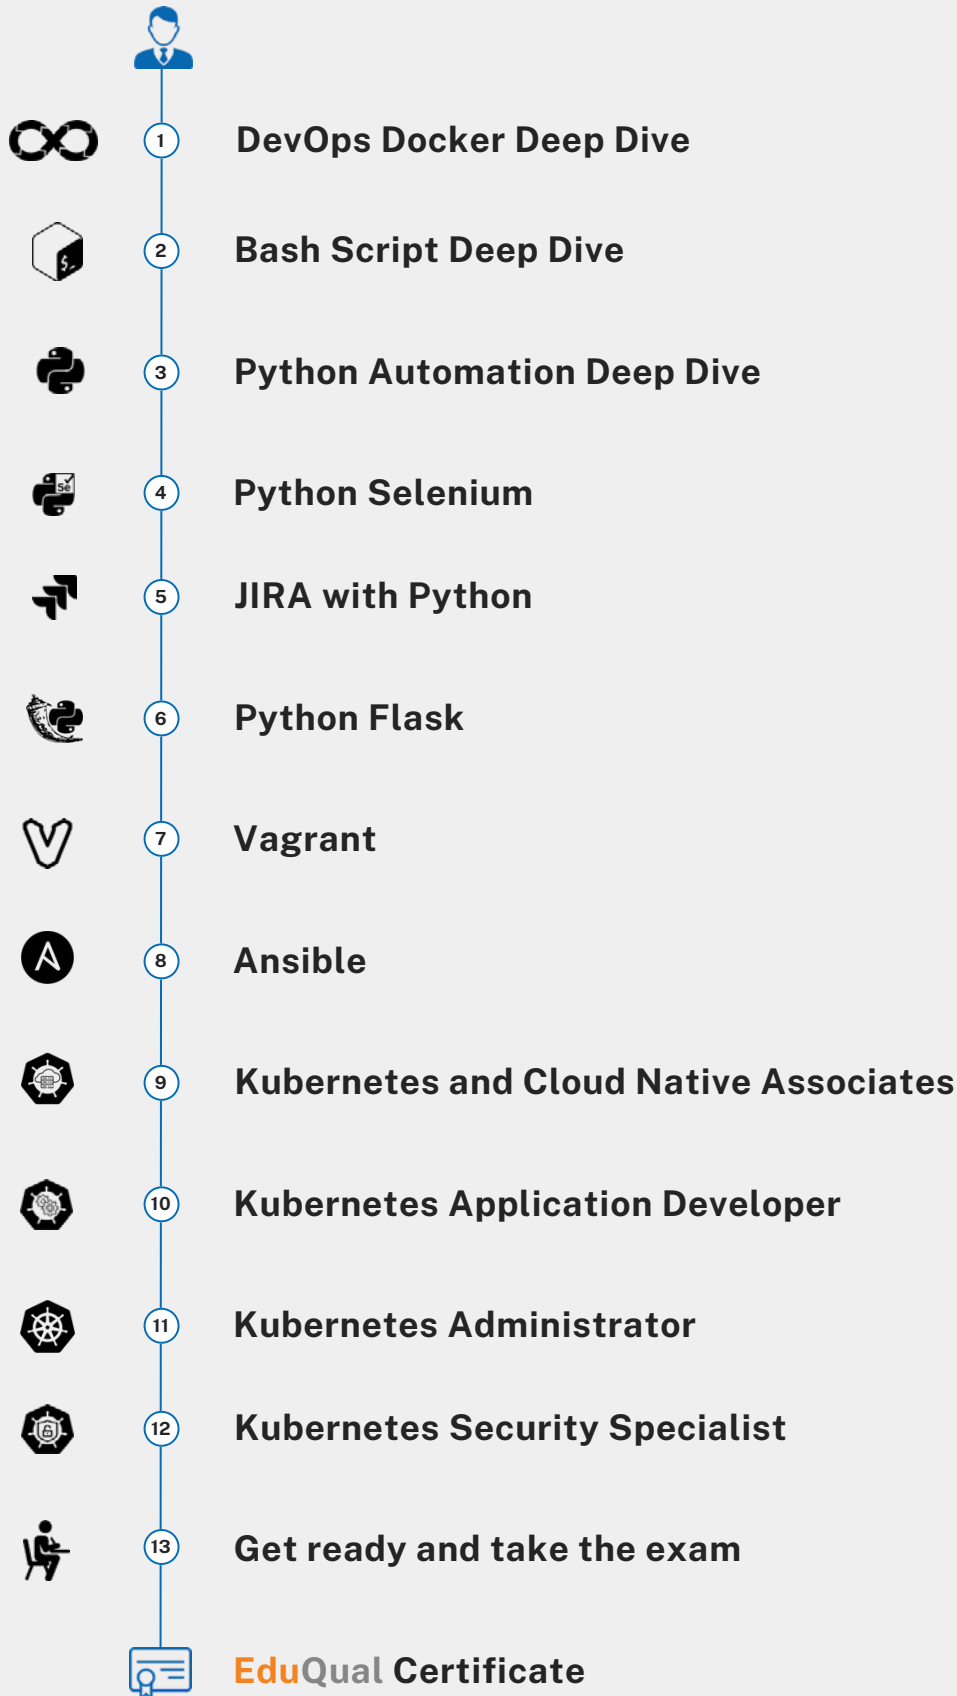 1 DevOps Docker Deep Dive
$_
2 Bash Script Deep Dive
3 Python Automation Deep Dive
Se
4 Python Selenium
5 JIRA with Python
6 Python Flask
7 Vagrant
8 Ansible
9 Kubernetes and Cloud Native Associates
10 Kubernetes Application Developer
11 Kubernetes Administrator
12 Kubernetes Security Specialist
13 Get ready and take the exam
EduQual Certificate